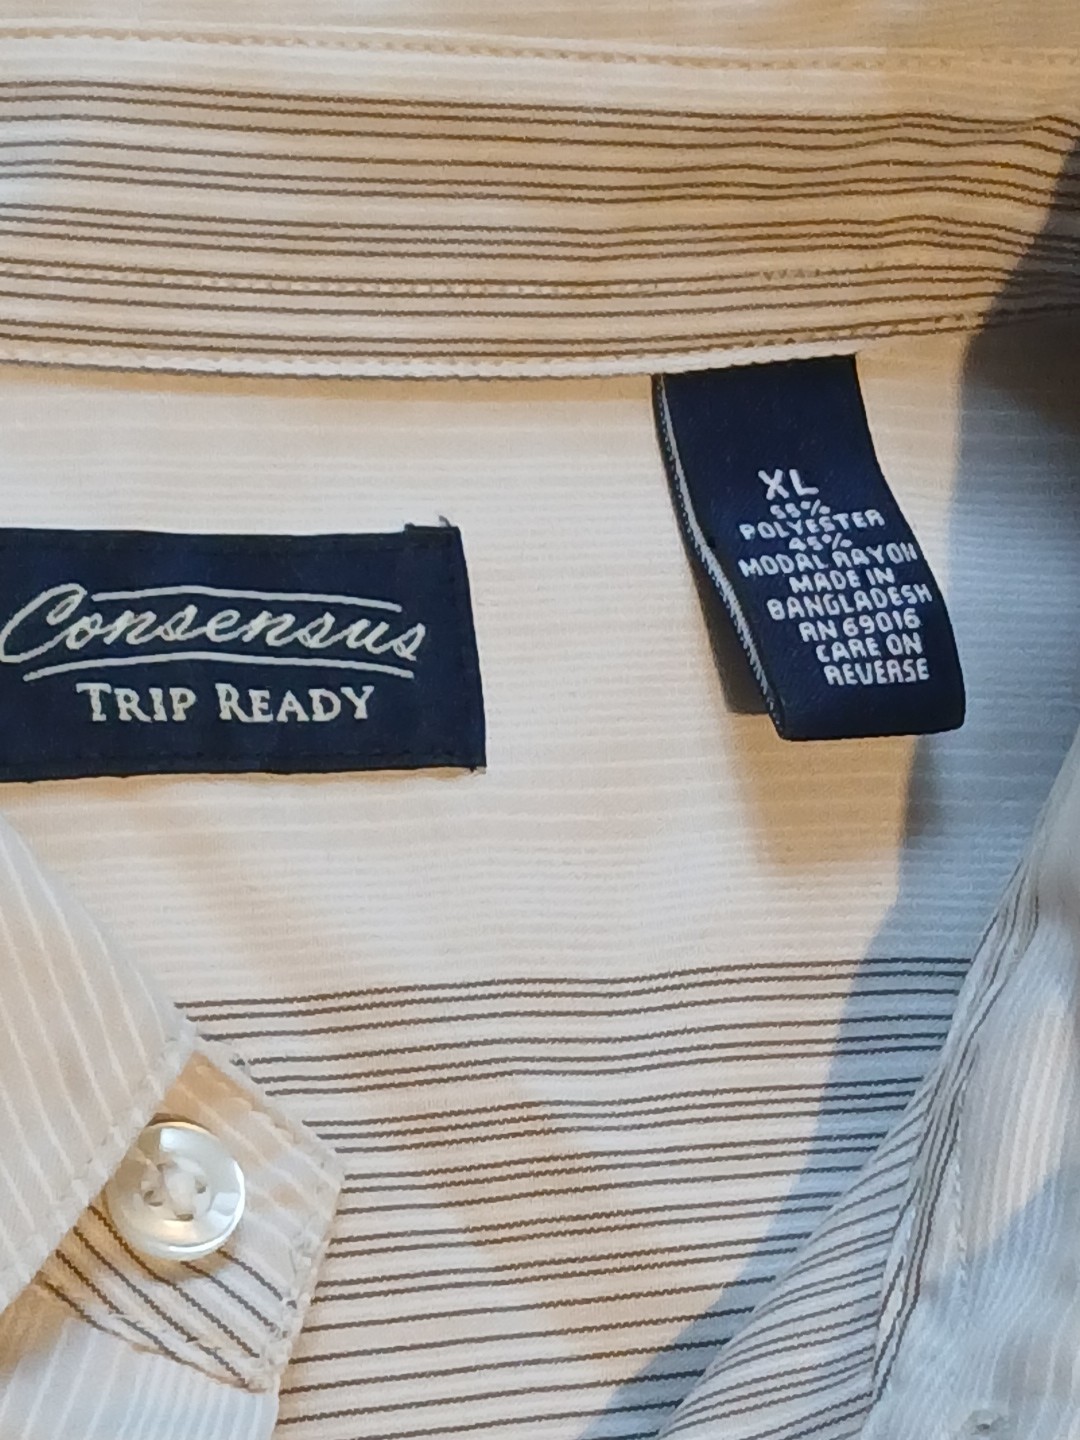 Consensus
TRIP READY
XL
55%
POLYESTER
45%
MODAL RAYON
MADE IN
BANGLADESH
RN 69016
CARE ON
REVERSE